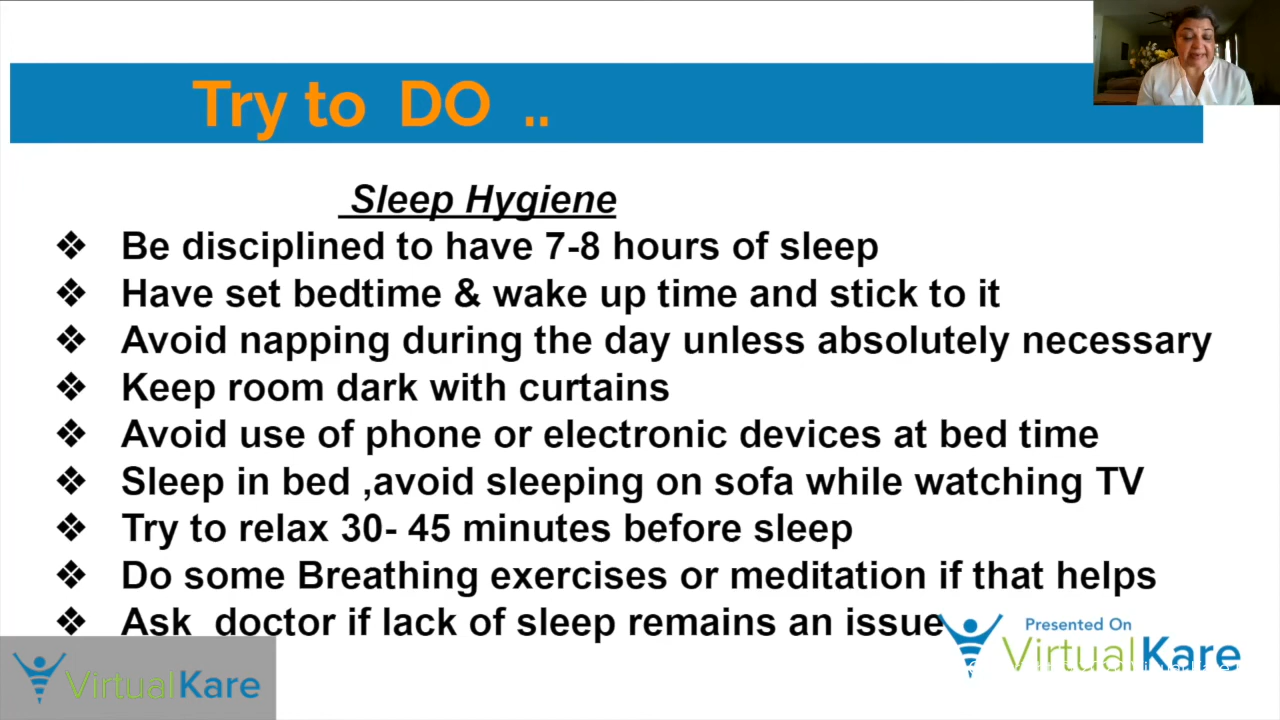 Try to DO ..
Sleep Hygiene
❖ Be disciplined to have 7-8 hours of sleep
❖ Have set bedtime & wake up time and stick to it
❖ Avoid napping during the day unless absolutely necessary
❖ Keep room dark with curtains
❖ Avoid use of phone or electronic devices at bed time
❖ Sleep in bed ,avoid sleeping on sofa while watching TV
❖ Try to relax 30- 45 minutes before sleep
❖ Do some Breathing exercises or meditation if that helps
❖ Ask doctor if lack of sleep remains an issue
Presented On
VirtualKare
VirtualKare